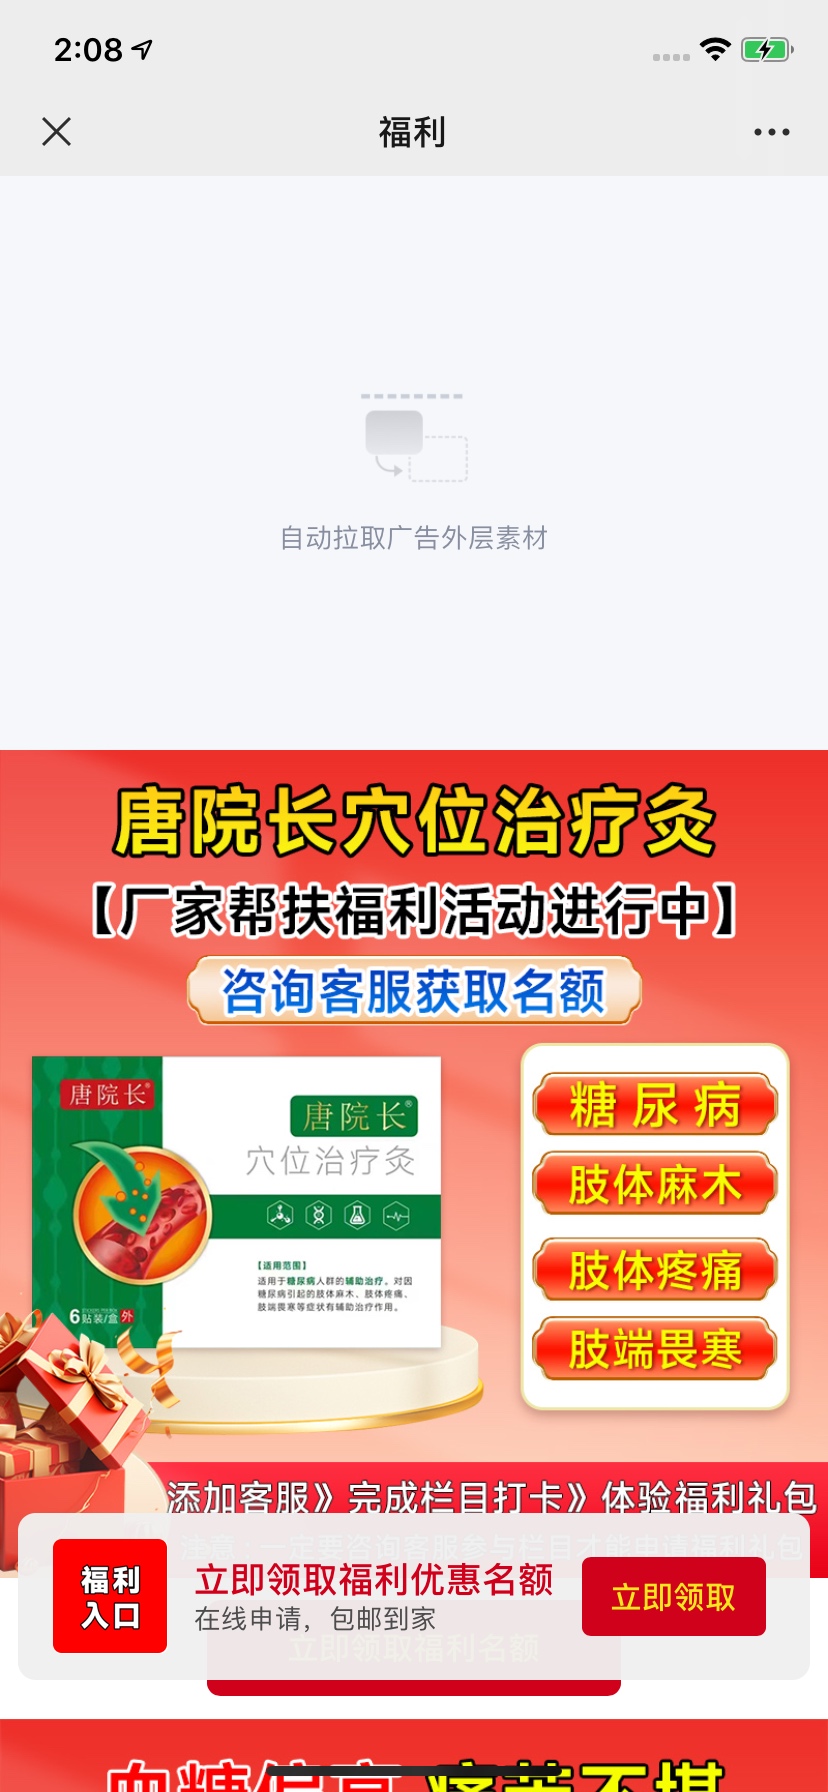 2:08
福利
自动拉取广告外层素材
唐院长穴位治疗灸
【厂家帮扶福利活动进行中】
咨询客服获取名额
唐院长®
唐院长®
穴位治疗灸
【适用范围】
适用于糖尿病人群的辅助治疗。对因
糖尿病引起的肢体麻木、肢体疼痛、
肢端畏寒等症状有辅助治疗作用。
6贴装/盒 外
糖尿病
肢体麻木
肢体疼痛
肢端畏寒
添加客服》完成栏目打卡》体验福利礼包
注意：一定要咨询客服参与栏目才能申请福利礼包
福利
入口
立即领取福利优惠名额
在线申请，包邮到家
立即领取
立即领取福利名额
血糖偏高 痛苦不堪